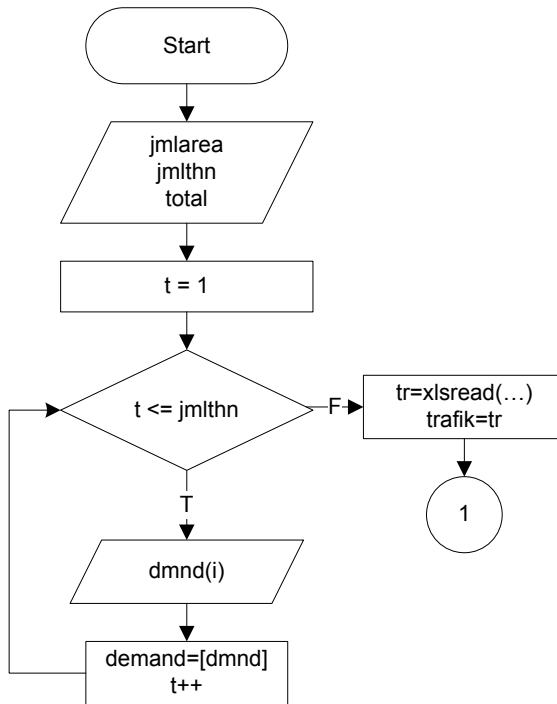 Start
jmlarea
jmlthn
total
t = 1
t <= jmlthn
F
tr=xlsread(…)
trafik=tr
1
T
dmnd(i)
demand=[dmnd]
t++